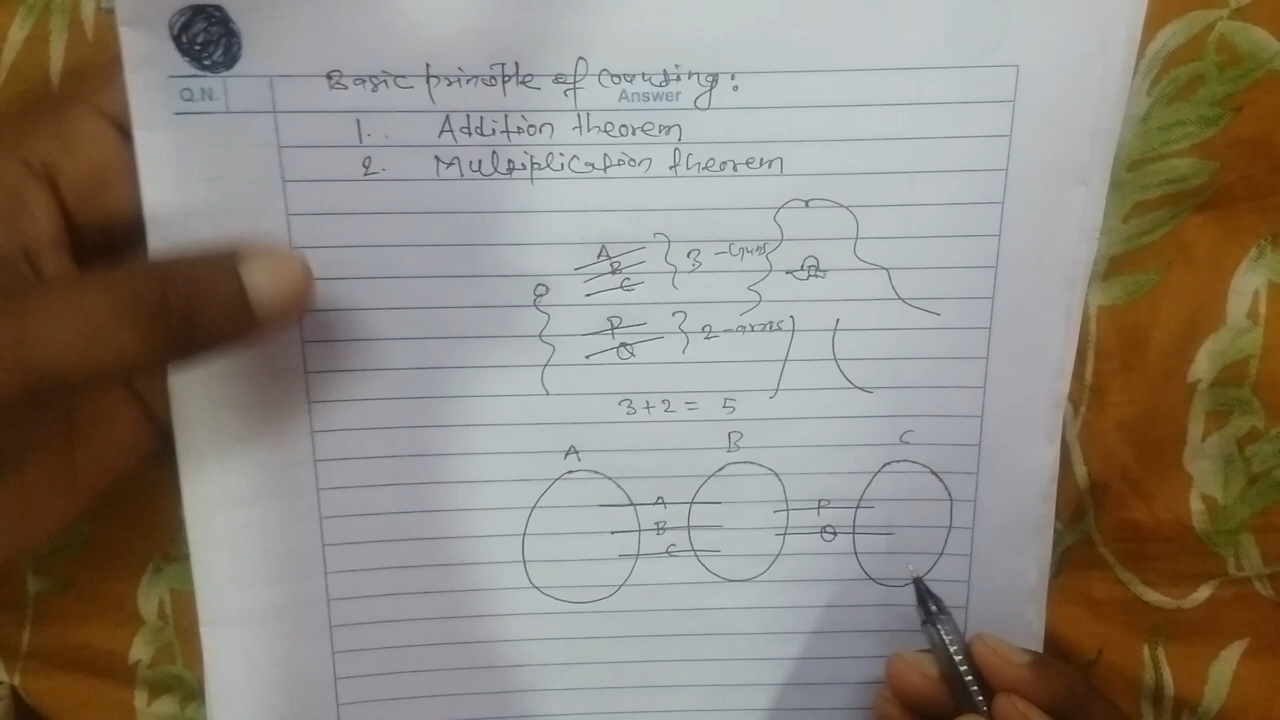 Basic principle of counting:
Q.N.
Answer
1. Addition theorem
2. Multiplication theorem
A
B
C
3-
P
Q
2-
3+2 = 5
A B C
A P
B Q
C